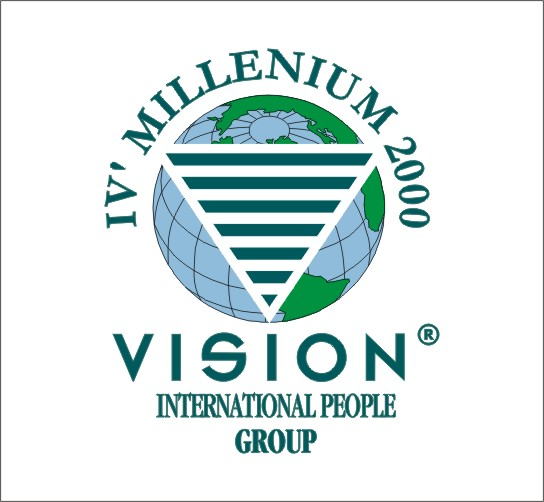 IV' MILLENIUM 2000
VISION®
INTERNATIONAL PEOPLE
GROUP